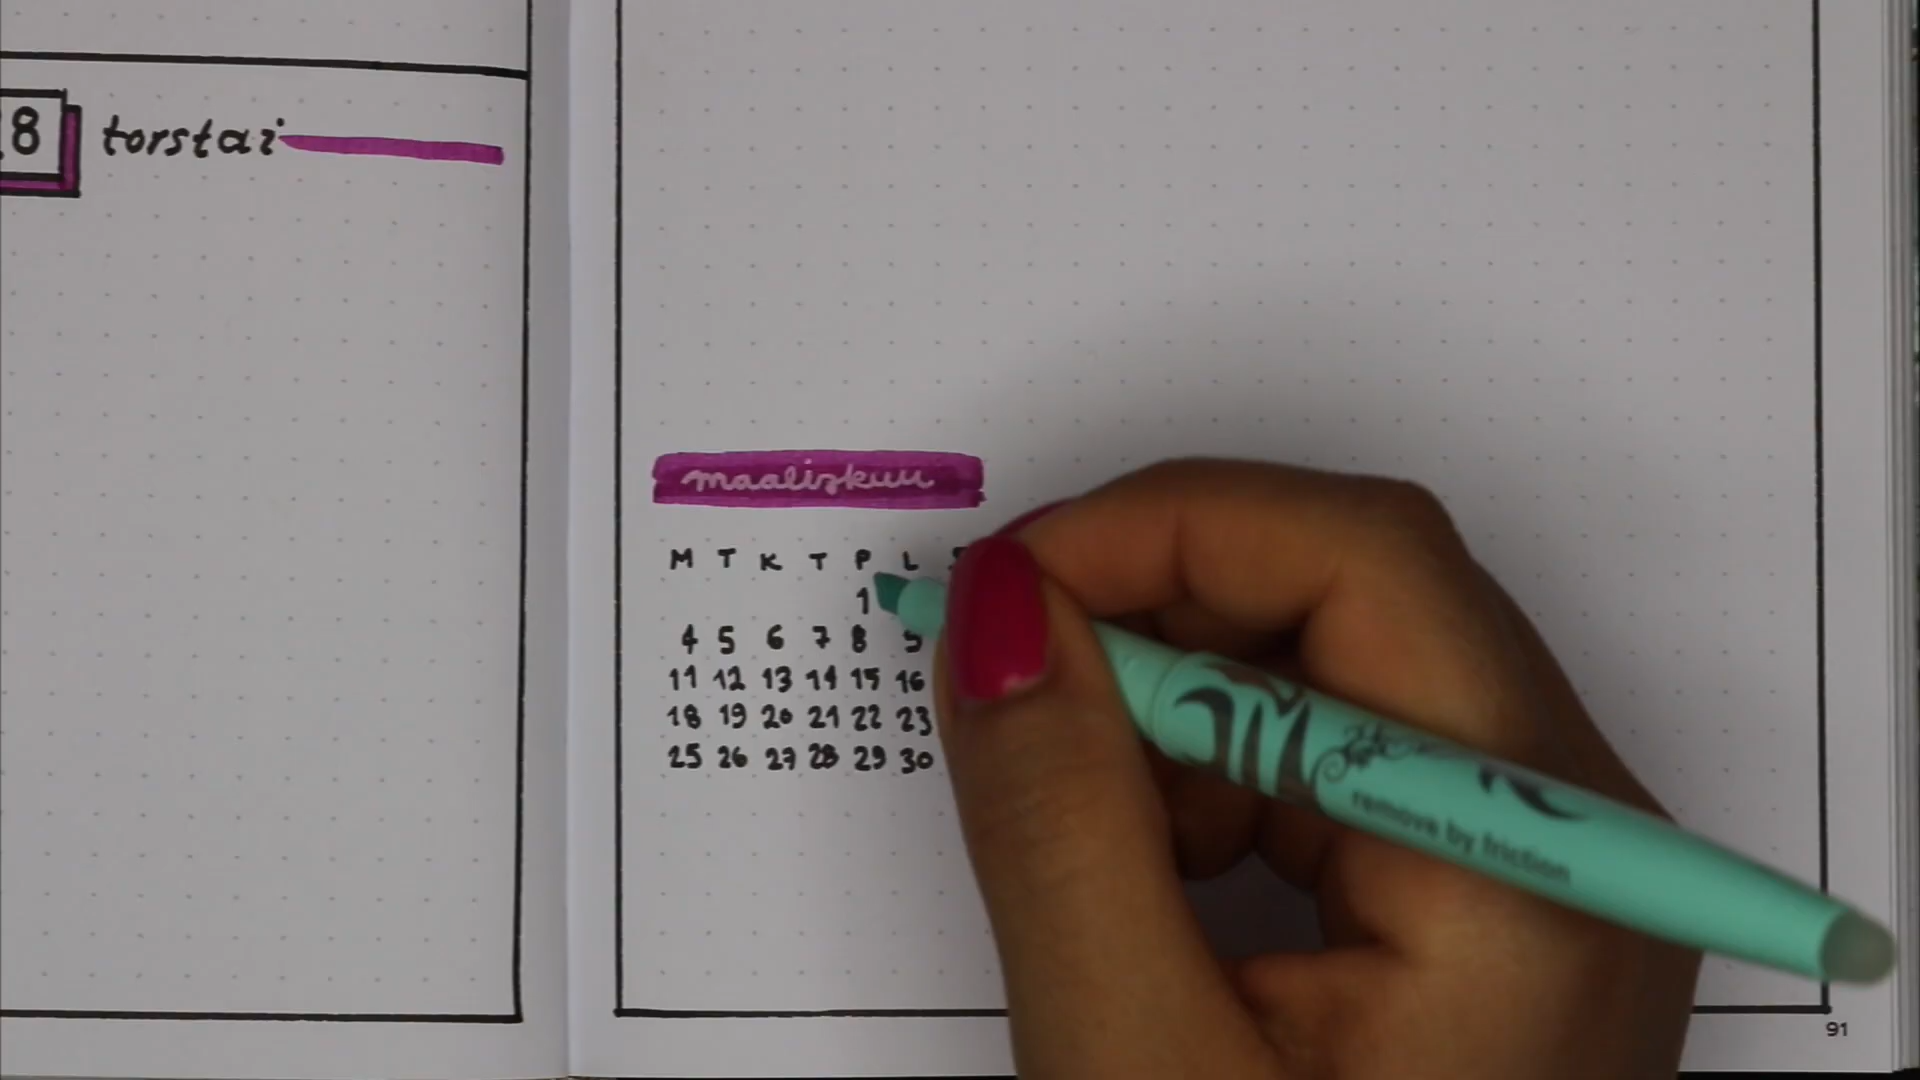 8 torstai
maaliskuu
M T K T P L S
1
4 5 6 7 8 9
11 12 13 14 15 16
18 19 20 21 22 23
25 26 27 28 29 30
remove by friction
91